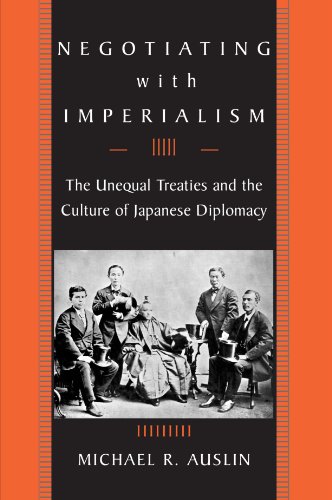 NEGOTIATING
with
IMPERIALISM
The Unequal Treaties and the
Culture of Japanese Diplomacy
MICHAEL R. AUSLIN